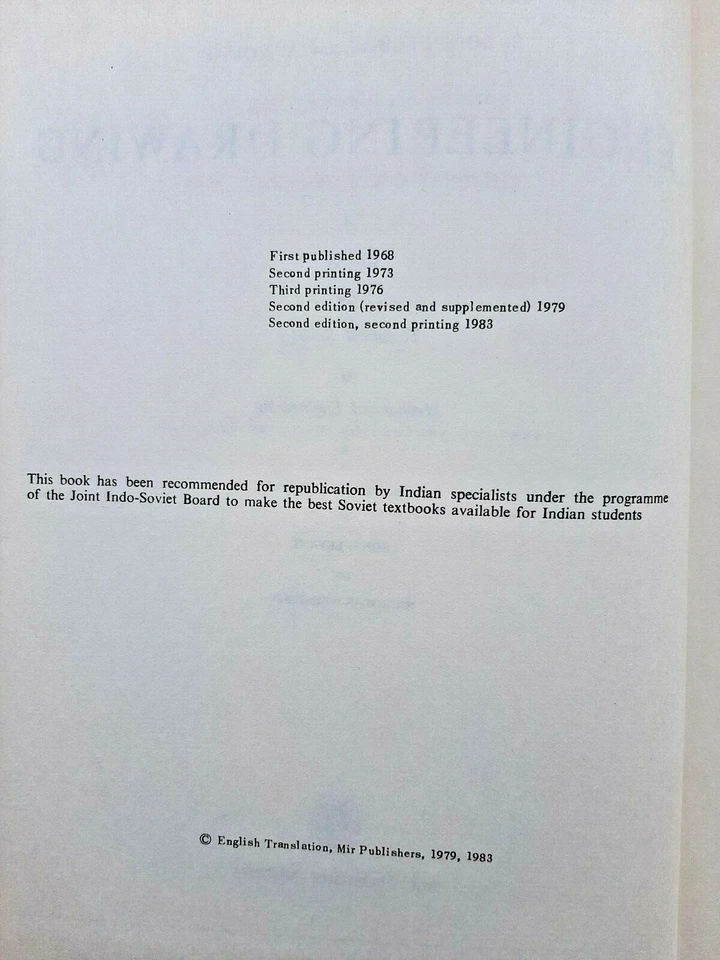 First published 1968
Second printing 1973
Third printing 1976
Second edition (revised and supplemented) 1979
Second edition, second printing 1983
This book has been recommended for republication by Indian specialists under the programme
of the Joint Indo-Soviet Board to make the best Soviet textbooks available for Indian students
© English Translation, Mir Publishers, 1979, 1983